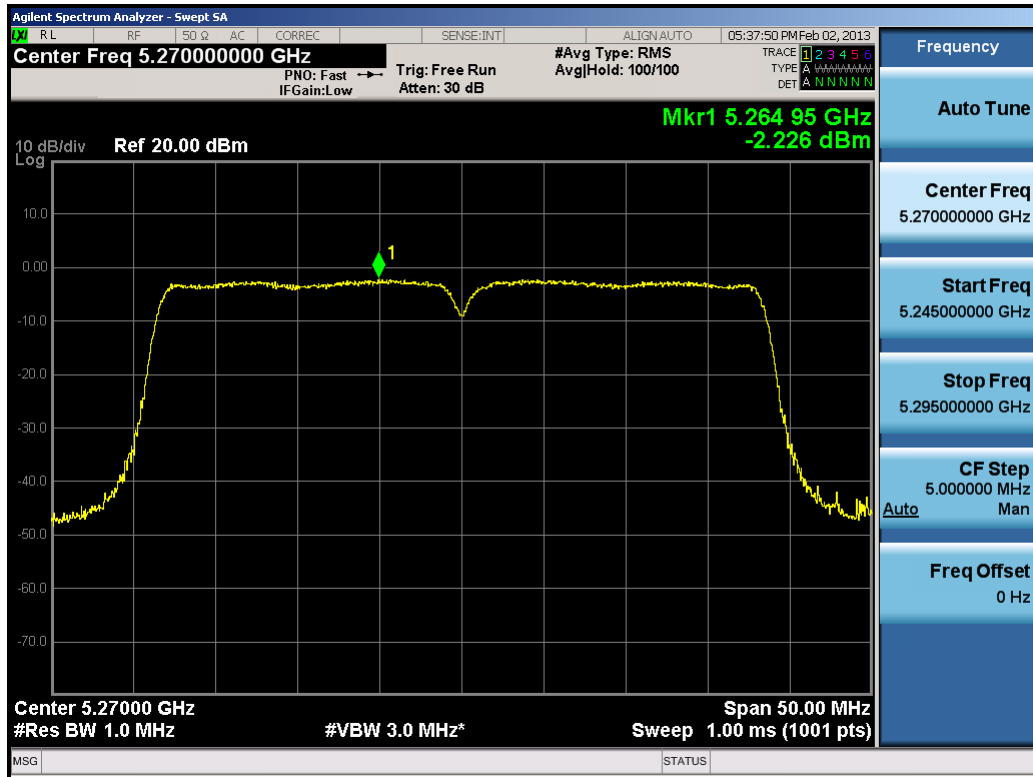 Agilent Spectrum Analyzer - Swept SA
LXI RL RF 50 Ω AC CORREC SENSE:INT ALIGN AUTO 05:37:50 PM Feb 02, 2013
Center Freq 5.270000000 GHz
PNO: Fast
IFGain:Low
Trig: Free Run
Atten: 30 dB
#Avg Type: RMS
Avg|Hold: 100/100
TRACE 1 2 3 4 5 6
TYPE A WWWWW
DET A N N N N N
Mkr1 5.264 95 GHz
-2.226 dBm
10 dB/div Ref 20.00 dBm
Log
10.0
0.00
-10.0
-20.0
-30.0
-40.0
-50.0
-60.0
-70.0
1
Center 5.27000 GHz Span 50.00 MHz
#Res BW 1.0 MHz #VBW 3.0 MHz* Sweep 1.00 ms (1001 pts)
MSG STATUS
Frequency
Auto Tune
Center Freq
5.270000000 GHz
Start Freq
5.245000000 GHz
Stop Freq
5.295000000 GHz
CF Step
5.000000 MHz
Auto Man
Freq Offset
0 Hz